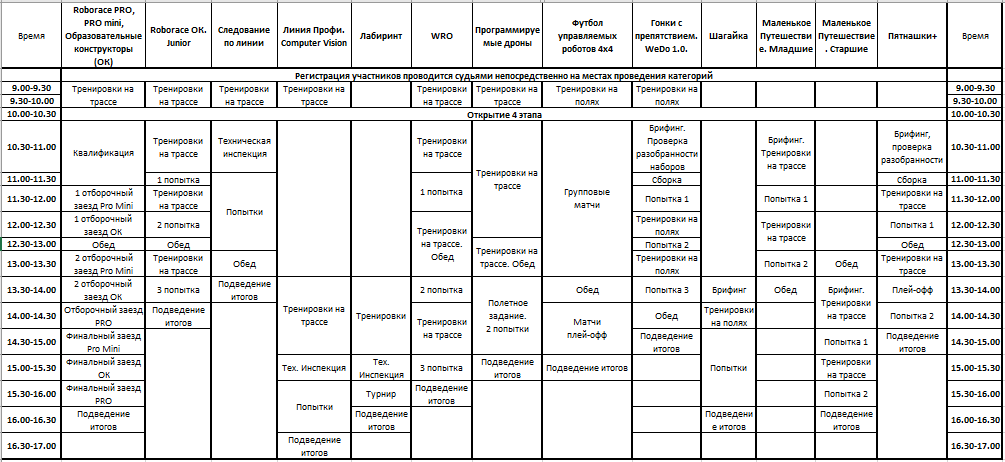 Время
Roborace PRO,
PRO mini,
Образовательные
конструкторы
(ОК)
Roborace ОК.
Junior
Следование
по линии
Линия Профи.
Computer Vision
Лабиринт
WRO
Программируе
мые дроны
Футбол
управляемых
роботов 4х4
Гонки с
препятствием.
WeDo 1.0.
Шагайка
Маленькое
Путешестви
е. Младшие
Маленькое
Путешествие
. Старшие
Пятнашки+
Время
Регистрация участников проводится судьями непосредственно на местах проведения категорий
9.00-9.30
Тренировки на
трассе
Тренировки
на трассе
Тренировки
на трассе
Тренировки на
трассе
Тренировки
на трассе
Тренировки на
трассе
Тренировки на
полях
Тренировки на
полях
9.00-9.30
9.30-10.00
9.30-10.00
10.00-10.30
Открытие 4 этапа
10.00-10.30
10.30-11.00
Квалификация
Тренировки
на трассе
Техническая
инспекция
Тренировки
на трассе
Тренировки на
трассе
Групповые
матчи
Брифинг.
Проверка
разобранности
наборов
Брифинг.
Тренировки
на трассе
Брифинг,
проверка
разобранности
10.30-11.00
11.00-11.30
1 попытка
Попытки
1 попытка
Сборка
Сборка
11.00-11.30
11.30-12.00
1 отборочный
заезд Pro Mini
Тренировки
на трассе
Попытка 1
Попытка 1
Тренировки на
трассе
11.30-12.00
12.00-12.30
1 отборочный
заезд ОК
2 попытка
Тренировки
на трассе.
Обед
Тренировки на
полях
Тренировки
на трассе
Попытка 1
12.00-12.30
12.30-13.00
Обед
Обед
Тренировки на
трассе. Обед
Попытка 2
Обед
12.30-13.00
13.00-13.30
2 отборочный
заезд Pro Mini
Тренировки
на трассе
Обед
Тренировки на
полях
Попытка 2
Обед
Тренировки на
трассе
13.00-13.30
13.30-14.00
2 отборочный
заезд ОК
3 попытка
Подведение
итогов
Тренировки на
трассе
Тренировки
2 попытка
Полетное
задание.
2 попытки
Обед
Попытка 3
Брифинг
Обед
Брифинг.
Тренировки
на трассе
Плей-офф
13.30-14.00
14.00-14.30
Отборочный заезд
PRO
Подведение
итогов
Тренировки
на трассе
Матчи
плей-офф
Обед
Тренировки
на полях
Попытка 2
14.00-14.30
14.30-15.00
Финальный заезд
Pro Mini
Подведение
итогов
Попытки
Попытка 1
Подведение
итогов
14.30-15.00
15.00-15.30
Финальный заезд
ОК
Тех. Инспекция
Тех.
Инспекция
3 попытка
Подведение
итогов
Подведение итогов
Тренировки
на трассе
15.00-15.30
15.30-16.00
Финальный заезд
PRO
Попытки
Турнир
Подведение
итогов
Попытка 2
15.30-16.00
16.00-16.30
Подведение
итогов
Подведение
итогов
Подведени
е итогов
Подведение
итогов
16.00-16.30
16.30-17.00
Подведение
итогов
16.30-17.00